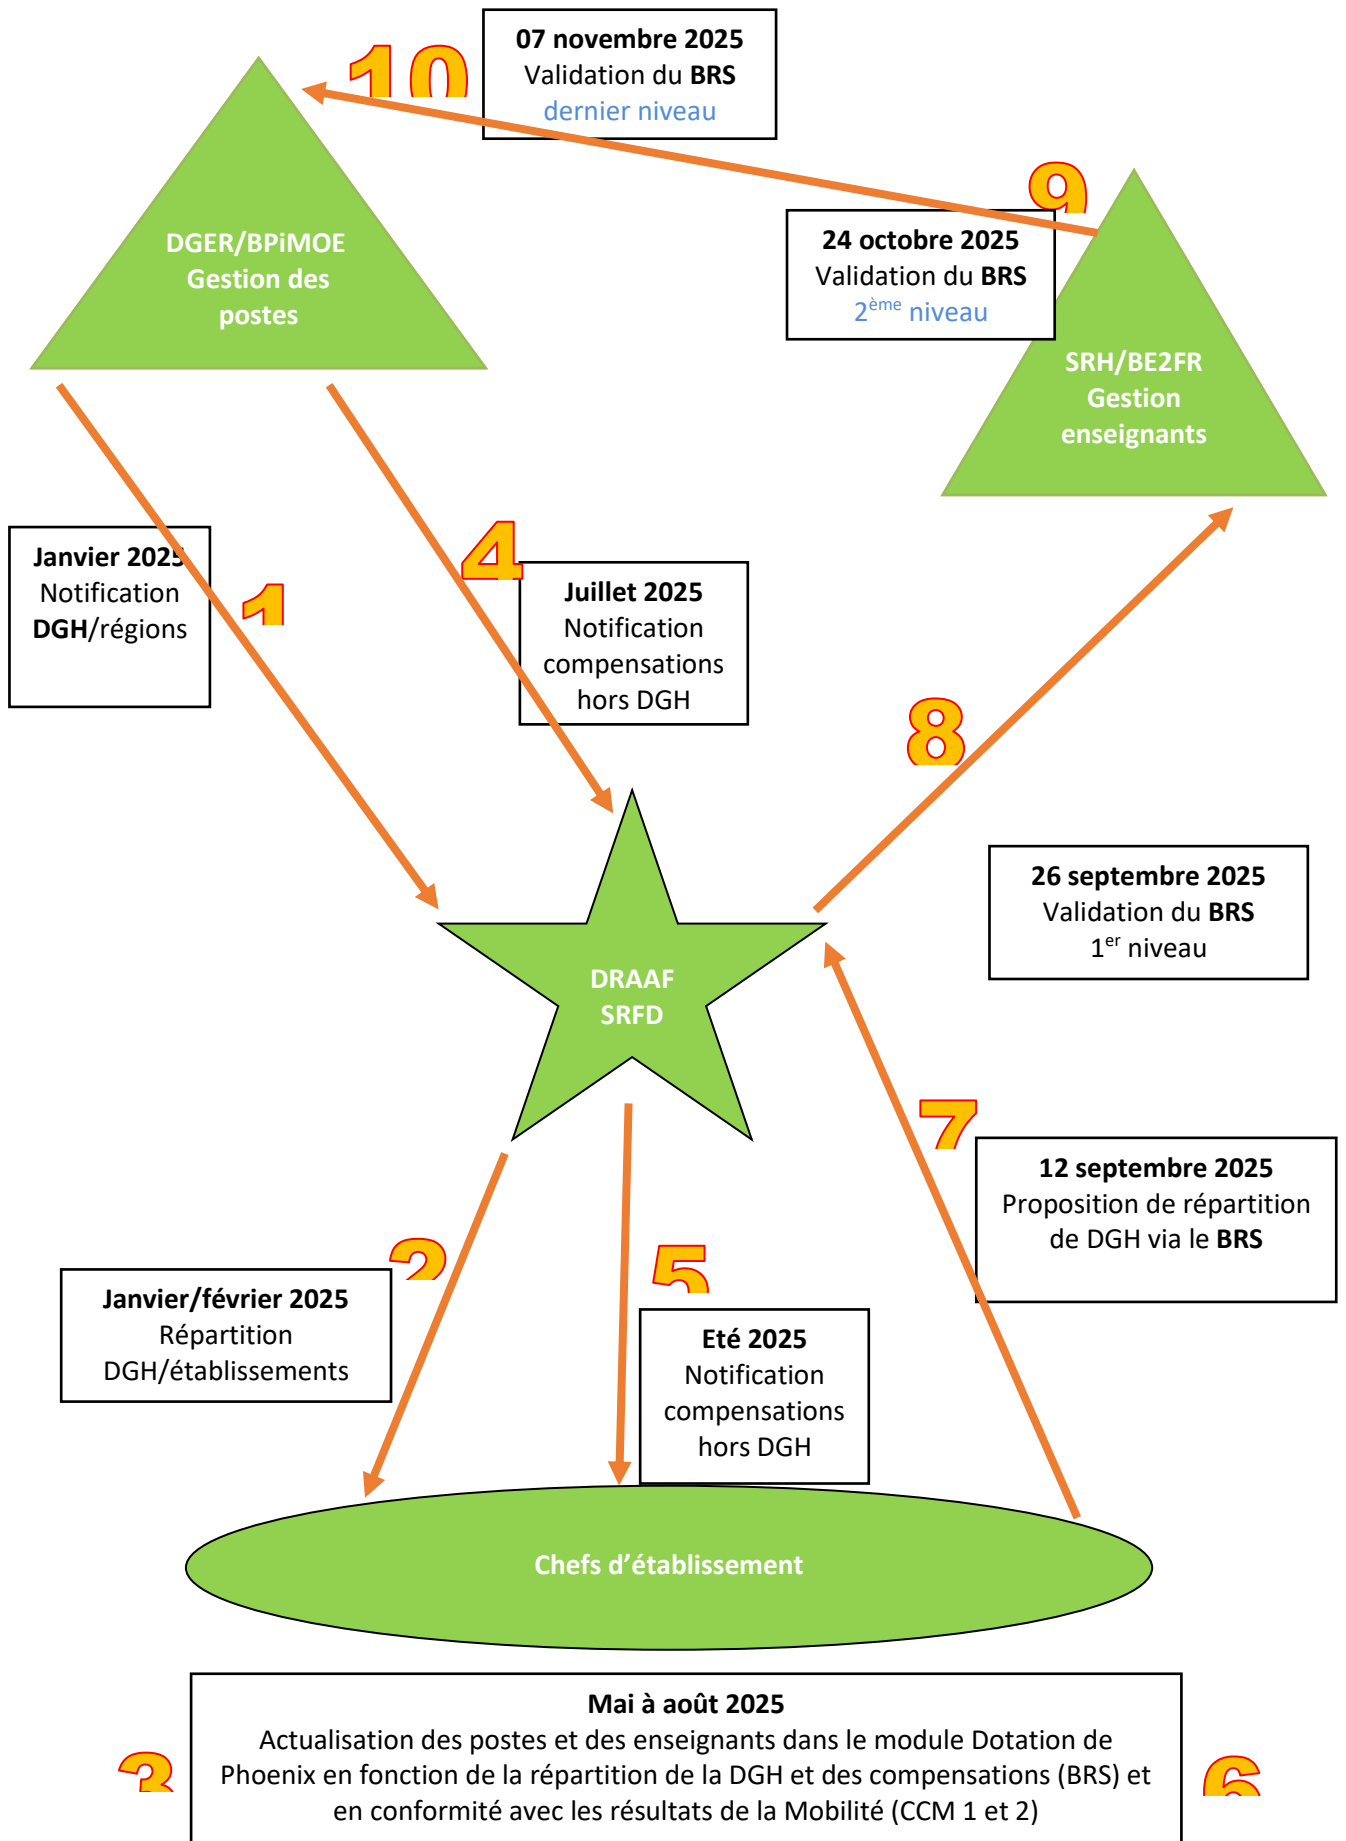 10
07 novembre 2025
Validation du BRS
dernier niveau
9
24 octobre 2025
Validation du BRS
2ème niveau
DGER/BPiMOE
Gestion des
postes
SRH/BE2FR
Gestion
enseignants
Janvier 2025
Notification
DGH/régions
1
4
Juillet 2025
Notification
compensations
hors DGH
8
26 septembre 2025
Validation du BRS
1er niveau
DRAAF
SRFD
7
12 septembre 2025
Proposition de répartition
de DGH via le BRS
2
Janvier/février 2025
Répartition
DGH/établissements
5
Eté 2025
Notification
compensations
hors DGH
Chefs d’établissement
3
Mai à août 2025
Actualisation des postes et des enseignants dans le module Dotation de
Phoenix en fonction de la répartition de la DGH et des compensations (BRS) et
en conformité avec les résultats de la Mobilité (CCM 1 et 2)
6